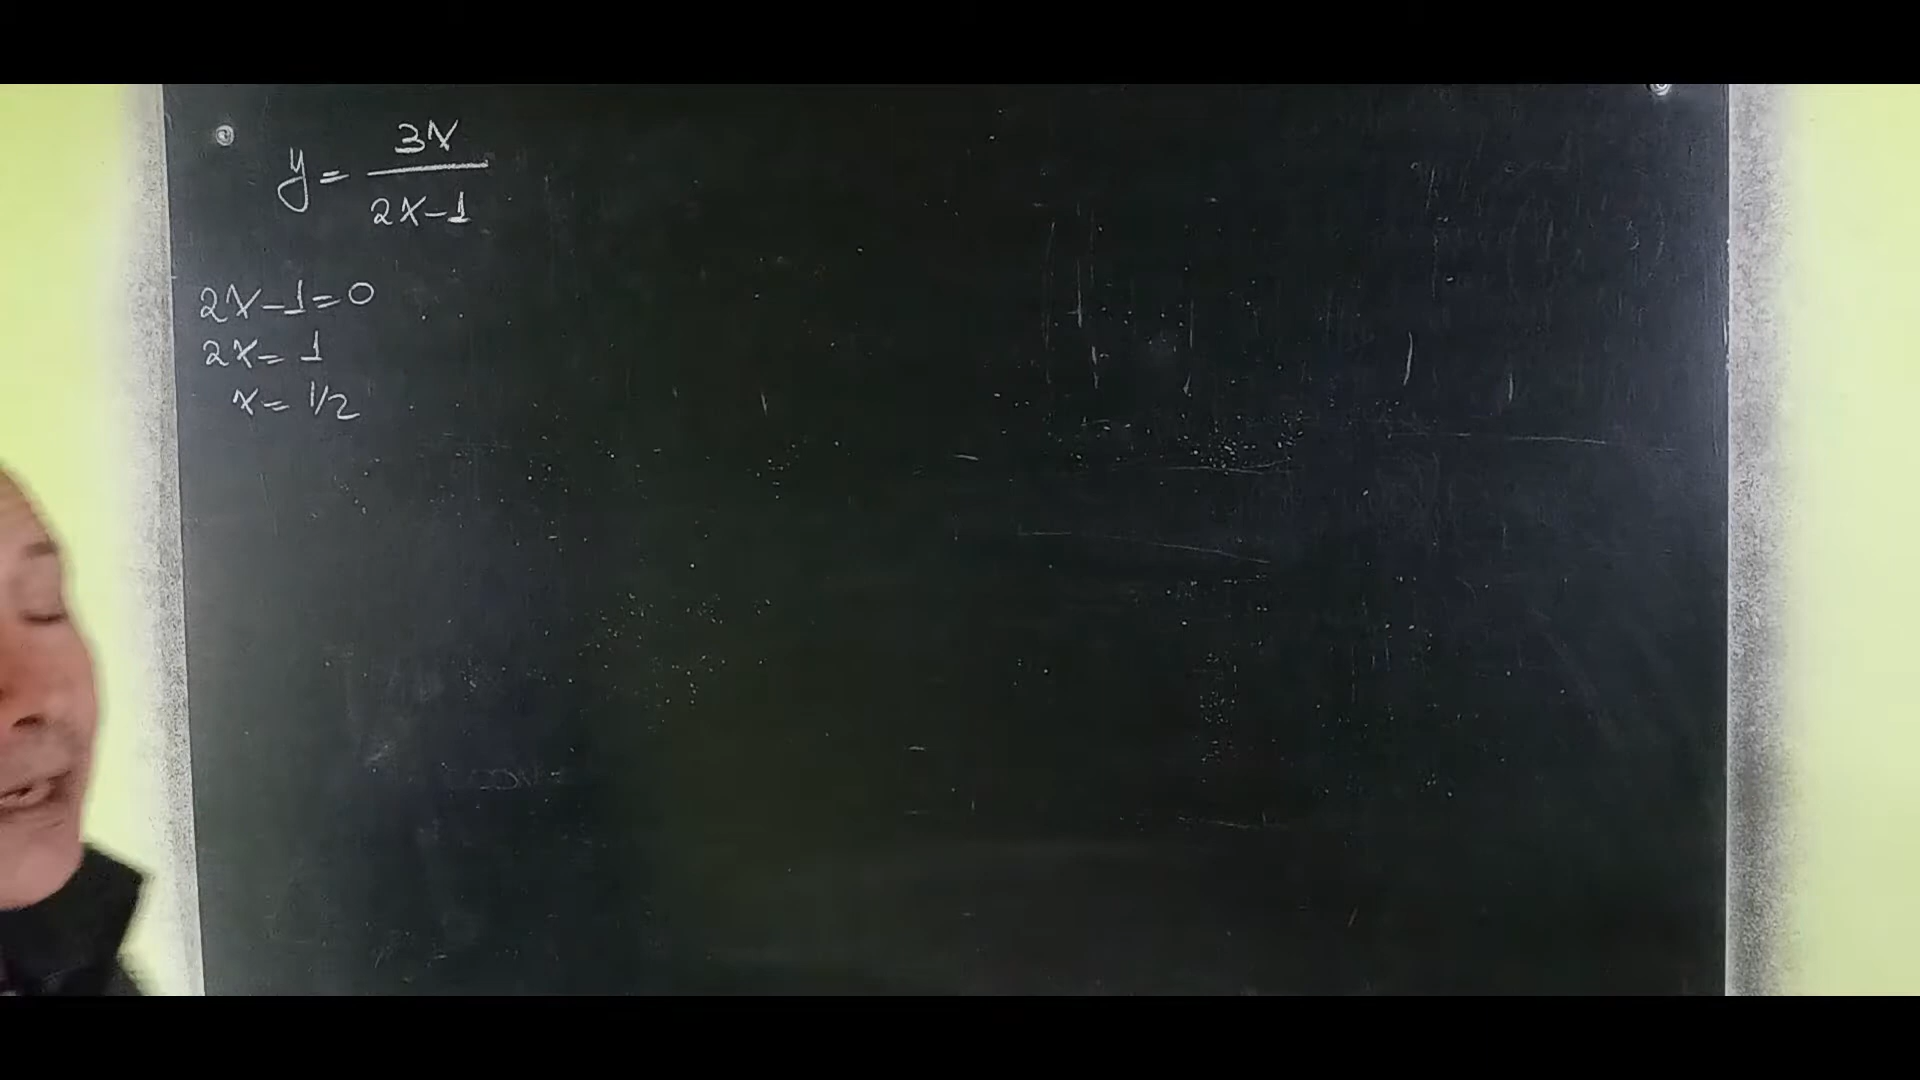 y = 3x / 2x-1
2x-1=0
2x= 1
x= 1/2